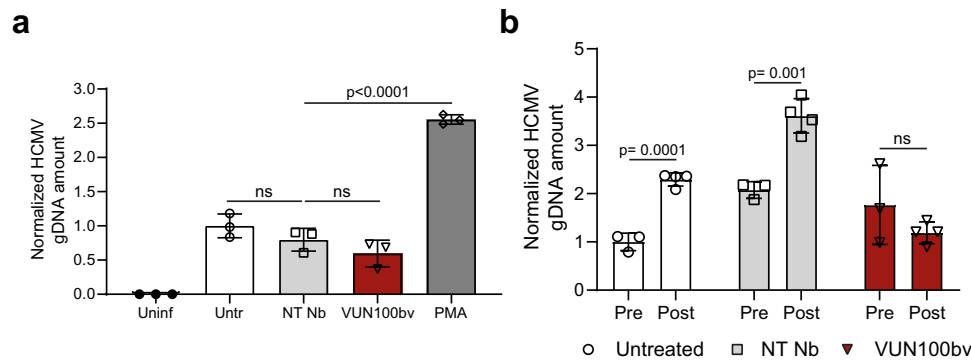 a
Normalized HCMV
gDNA amount
3.0
2.5
2.0
1.5
1.0
0.5
0.0
p<0.0001
ns
ns
Uninf
Untr
NT Nb
VUN100bv
PMA
b
Normalized HCMV
gDNA amount
5
4
3
2
1
0
p= 0.0001
p= 0.001
ns
Pre
Post
Pre
Post
Pre
Post
Untreated
NT Nb
VUN100bv